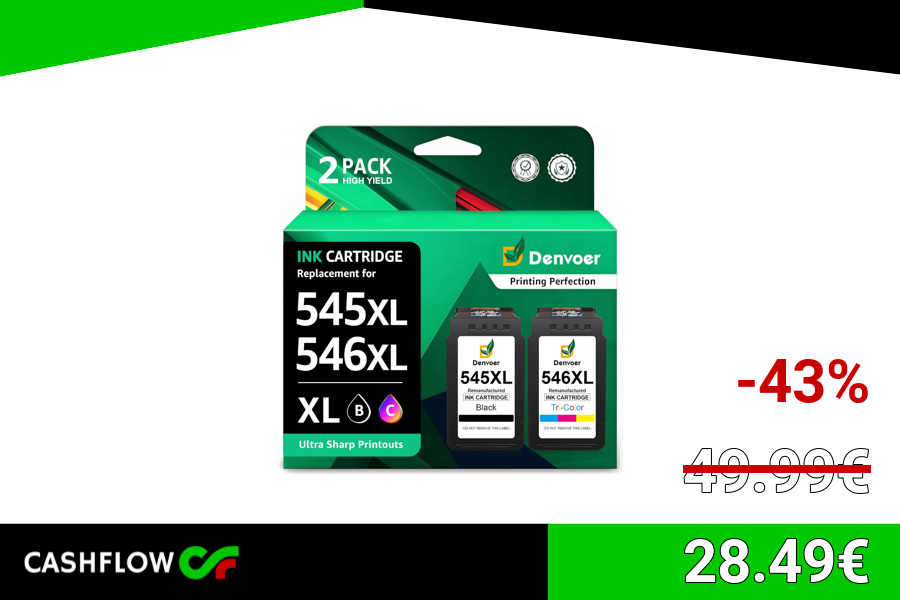 2 PACK
HIGH YIELD
INK CARTRIDGE
Replacement for
545XL
546XL
XL B C
Ultra Sharp Printouts
Denvoer
Printing Perfection
Denvoer
545XL
Remanufactured
INK CARTRIDGE
Black
-DO NOT REMOVE THIS LABEL-
Denvoer
546XL
Remanufactured
INK CARTRIDGE
Tri-Color
-DO NOT REMOVE THIS LABEL-
-43%
49.99€
CASHFLOW
28.49€